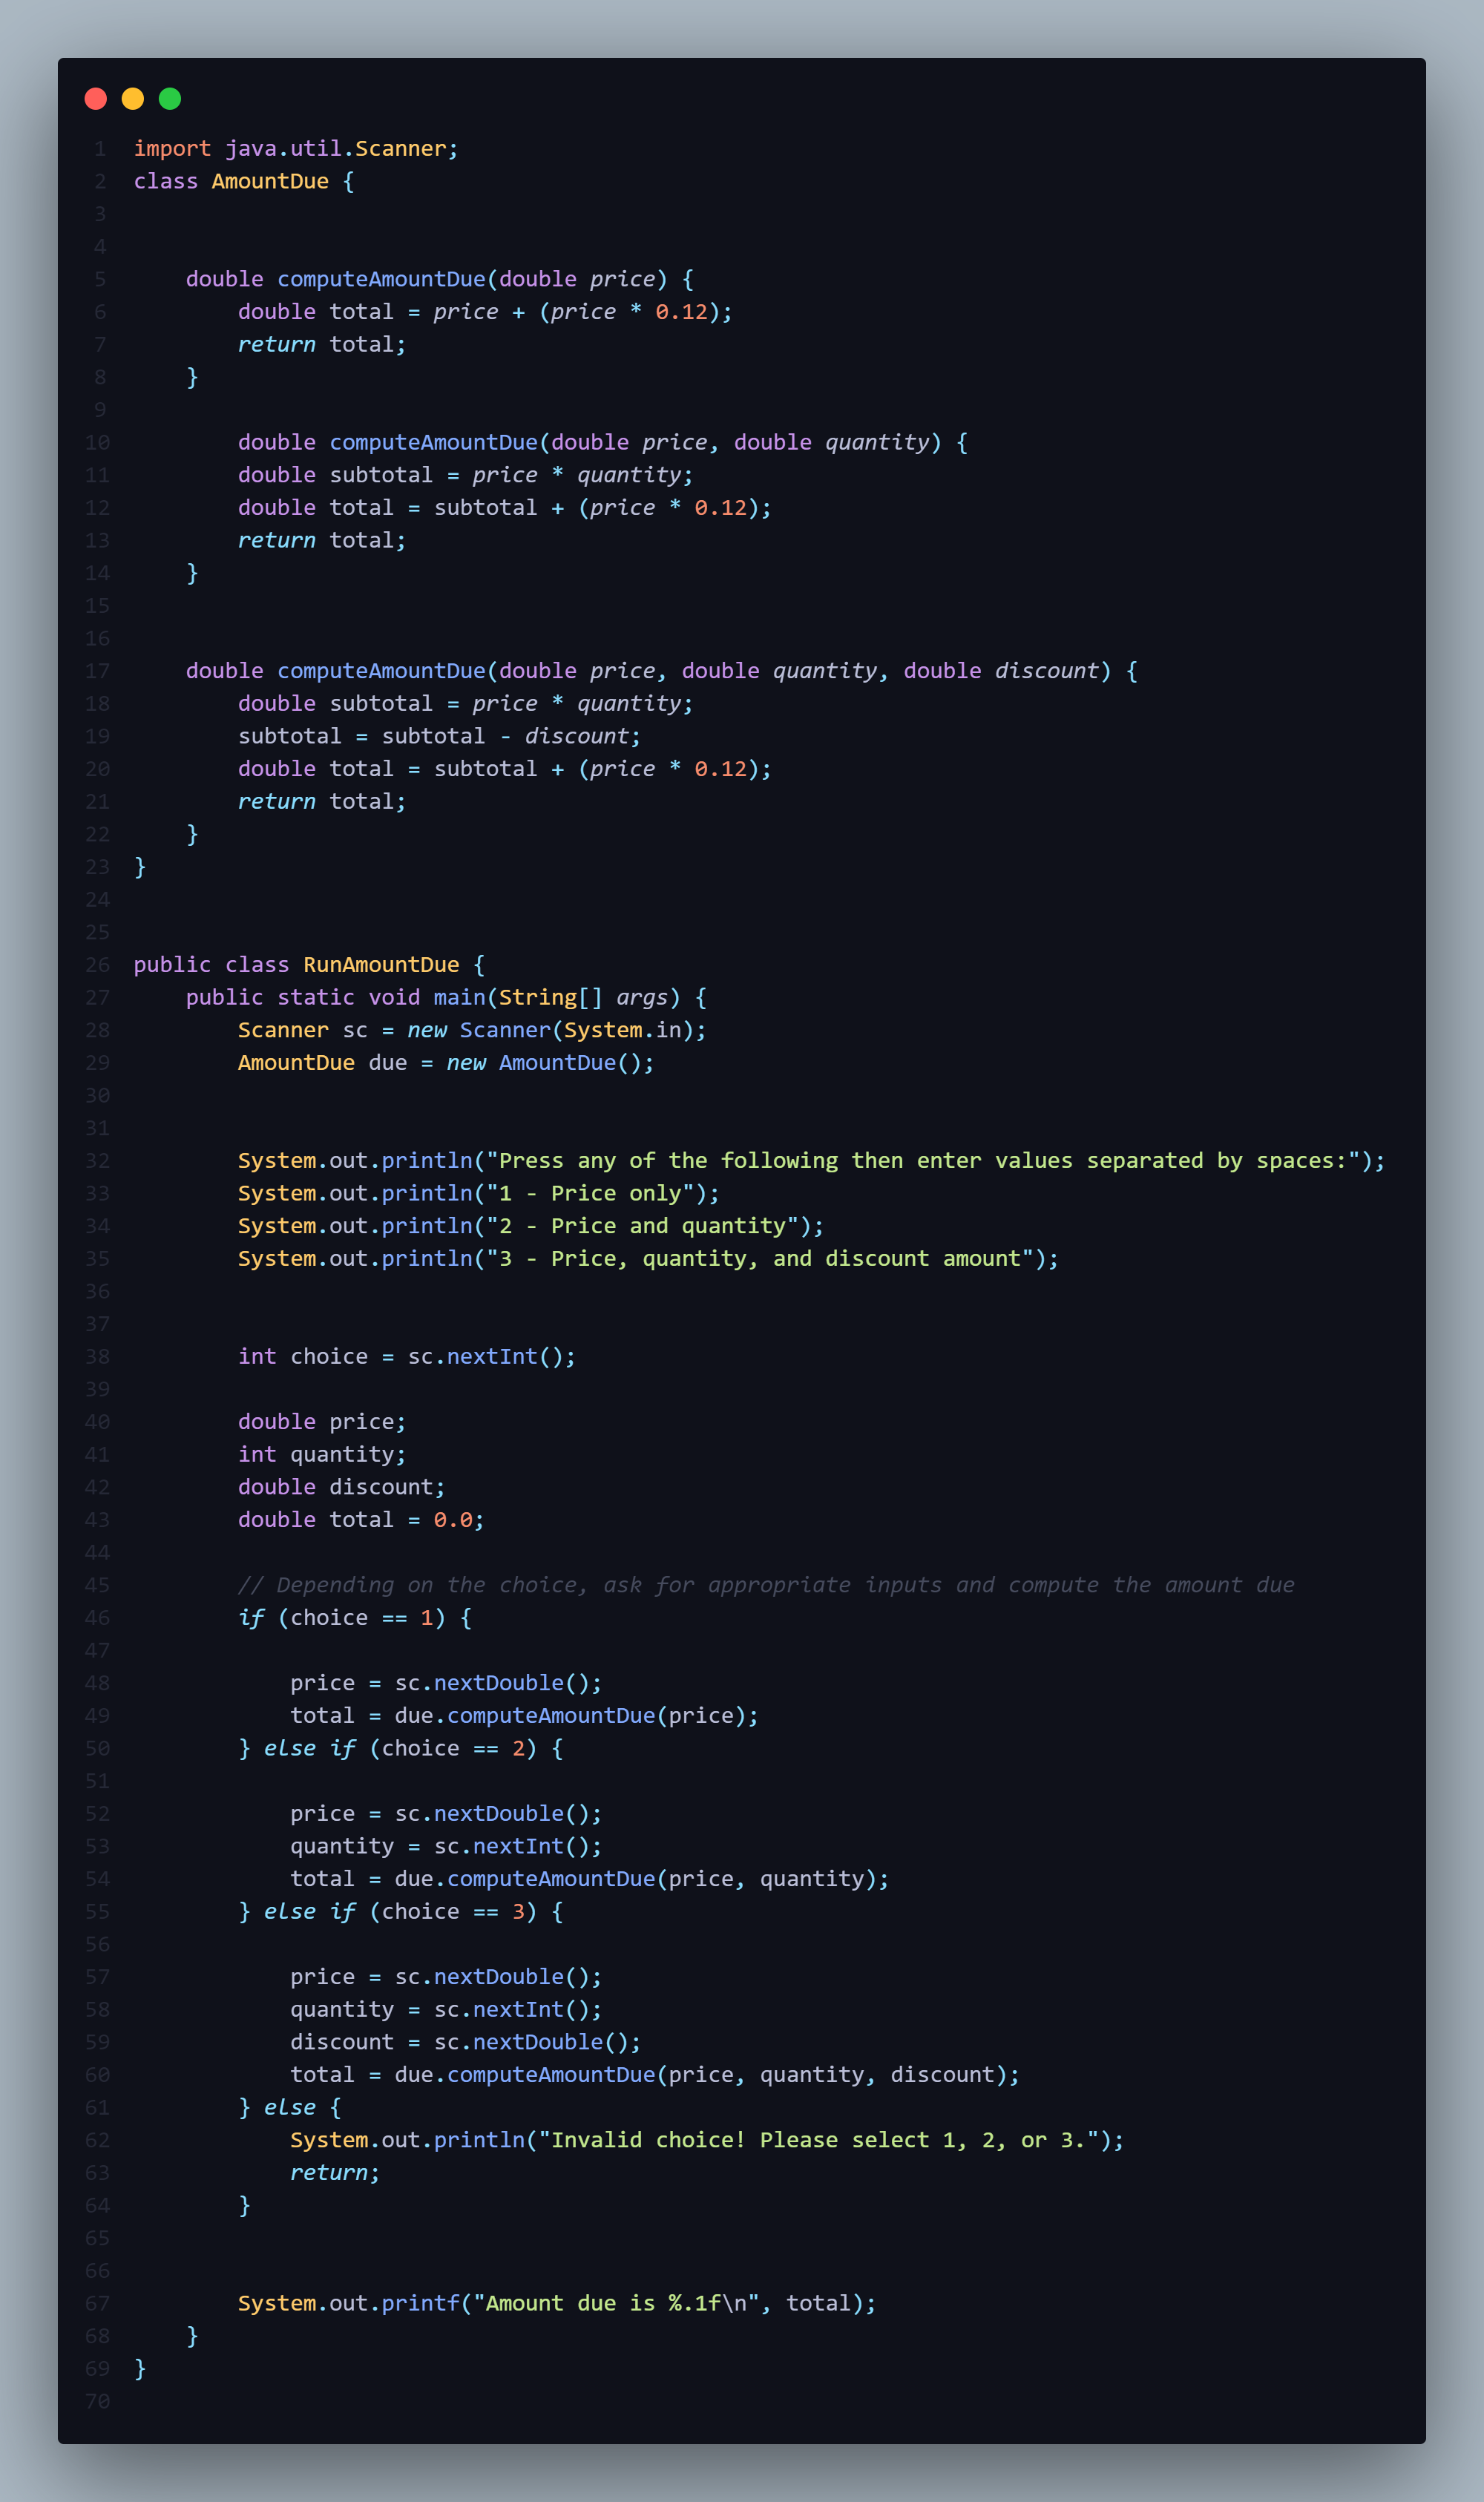 1 import java.util.Scanner;
2 class AmountDue {
3
4
5     double computeAmountDue(double price) {
6         double total = price + (price * 0.12);
7         return total;
8     }
9
10         double computeAmountDue(double price, double quantity) {
11         double subtotal = price * quantity;
12         double total = subtotal + (price * 0.12);
13         return total;
14     }
15
16
17     double computeAmountDue(double price, double quantity, double discount) {
18         double subtotal = price * quantity;
19         subtotal = subtotal - discount;
20         double total = subtotal + (price * 0.12);
21         return total;
22     }
23 }
24
25
26 public class RunAmountDue {
27     public static void main(String[] args) {
28         Scanner sc = new Scanner(System.in);
29         AmountDue due = new AmountDue();
30
31
32         System.out.println("Press any of the following then enter values separated by spaces:");
33         System.out.println("1 - Price only");
34         System.out.println("2 - Price and quantity");
35         System.out.println("3 - Price, quantity, and discount amount");
36
37
38         int choice = sc.nextInt();
39
40         double price;
41         int quantity;
42         double discount;
43         double total = 0.0;
44
45         // Depending on the choice, ask for appropriate inputs and compute the amount due
46         if (choice == 1) {
47
48             price = sc.nextDouble();
49             total = due.computeAmountDue(price);
50         } else if (choice == 2) {
51
52             price = sc.nextDouble();
53             quantity = sc.nextInt();
54             total = due.computeAmountDue(price, quantity);
55         } else if (choice == 3) {
56
57             price = sc.nextDouble();
58             quantity = sc.nextInt();
59             discount = sc.nextDouble();
60             total = due.computeAmountDue(price, quantity, discount);
61         } else {
62             System.out.println("Invalid choice! Please select 1, 2, or 3.");
63             return;
64         }
65
66
67         System.out.printf("Amount due is %.1f\n", total);
68     }
69 }
70